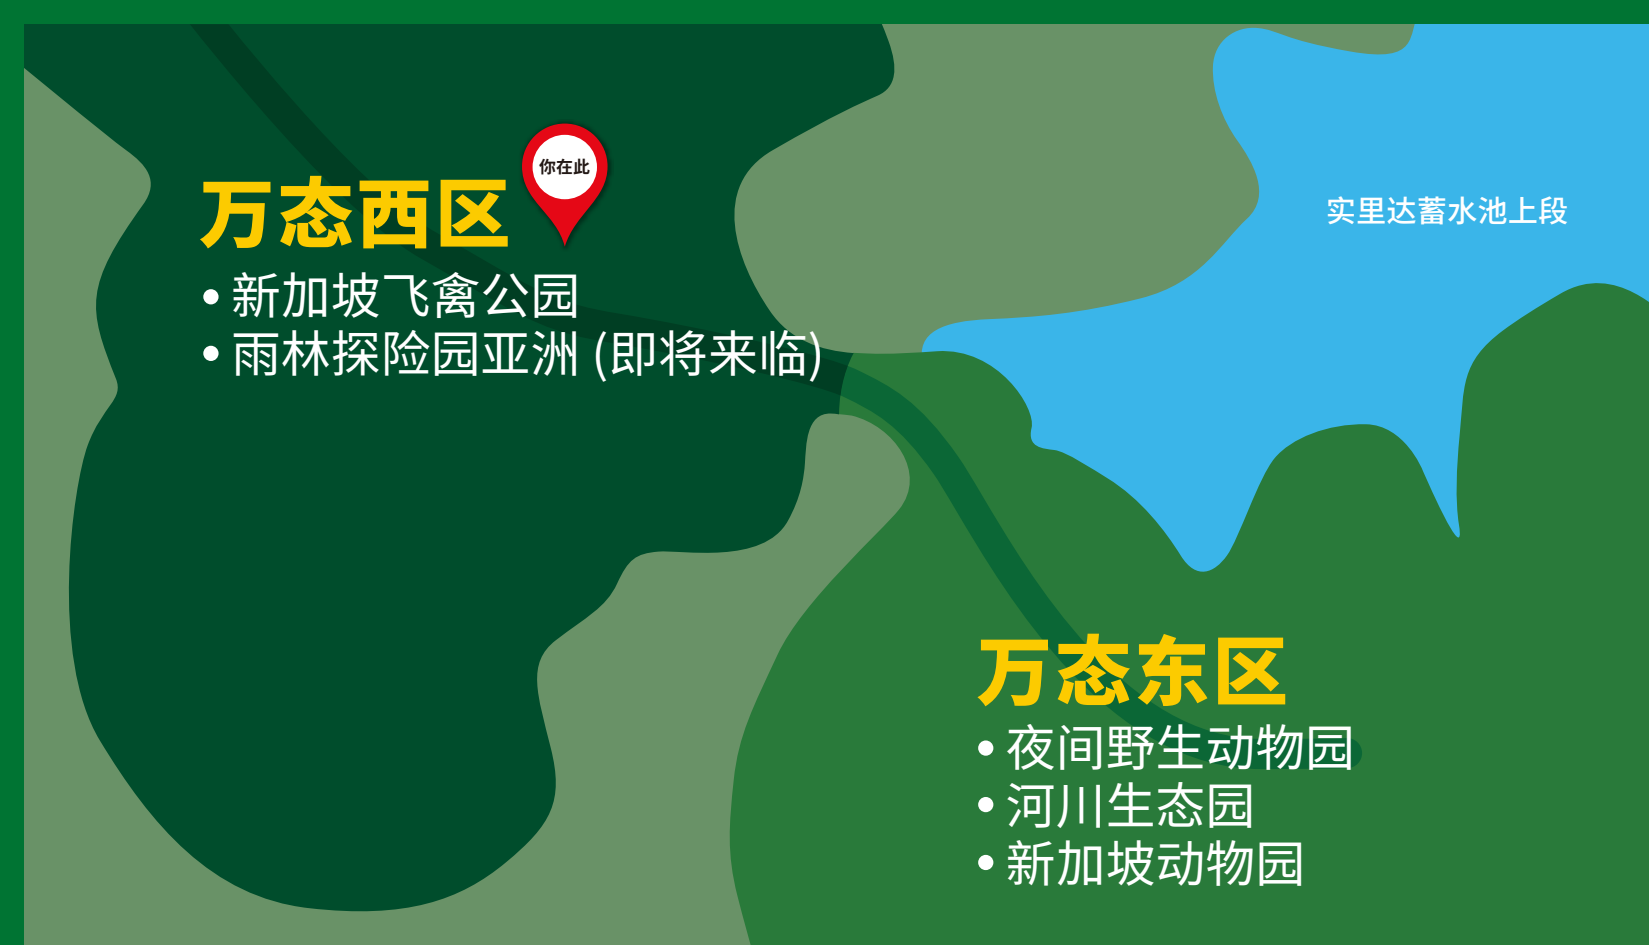 你在此
万态西区
• 新加坡飞禽公园
• 雨林探险园亚洲 (即将来临)
实里达蓄水池上段
万态东区
• 夜间野生动物园
• 河川生态园
• 新加坡动物园